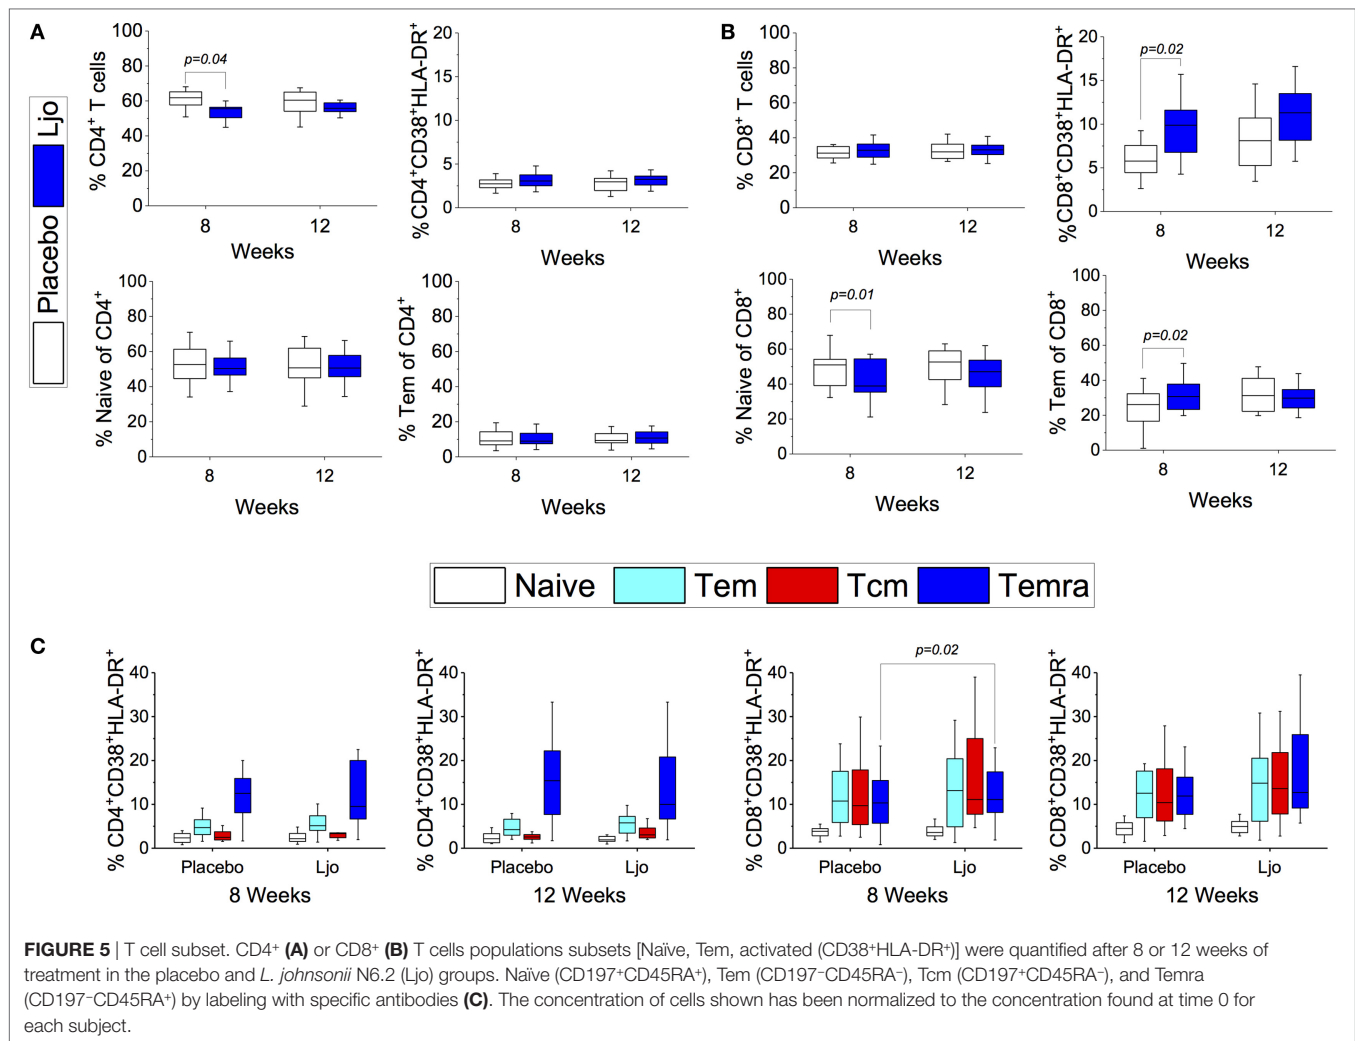 A
B
Placebo Ljo
% CD4⁺ T cells
100
80
60
40
20
0
p=0.04
8
12
Weeks
% CD4⁺CD38⁺HLA-DR⁺
25
20
15
10
5
0
8
12
Weeks
% CD8⁺ T cells
100
80
60
40
20
0
8
12
Weeks
% CD8⁺CD38⁺HLA-DR⁺
25
20
15
10
5
0
p=0.02
8
12
Weeks
% Naive of CD4⁺
100
80
60
40
20
0
8
12
Weeks
% Tem of CD4⁺
100
80
60
40
20
0
8
12
Weeks
% Naive of CD8⁺
100
80
60
40
20
0
p=0.01
8
12
Weeks
% Tem of CD8⁺
100
80
60
40
20
0
p=0.02
8
12
Weeks
Naive Tem Tcm Temra
C
% CD4⁺CD38⁺HLA-DR⁺
40
30
20
10
0
Placebo Ljo
8 Weeks
% CD4⁺CD38⁺HLA-DR⁺
40
30
20
10
0
Placebo Ljo
12 Weeks
% CD8⁺CD38⁺HLA-DR⁺
40
30
20
10
0
p=0.02
Placebo Ljo
8 Weeks
% CD8⁺CD38⁺HLA-DR⁺
40
30
20
10
0
Placebo Ljo
12 Weeks
FIGURE 5 | T cell subset. CD4⁺ (A) or CD8⁺ (B) T cells populations subsets [Naïve, Tem, activated (CD38⁺HLA-DR⁺)] were quantified after 8 or 12 weeks of
treatment in the placebo and L. johnsonii N6.2 (Ljo) groups. Naïve (CD197⁺CD45RA⁺), Tem (CD197⁻CD45RA⁻), Tcm (CD197⁺CD45RA⁻), and Temra
(CD197⁻CD45RA⁺) by labeling with specific antibodies (C). The concentration of cells shown has been normalized to the concentration found at time 0 for
each subject.